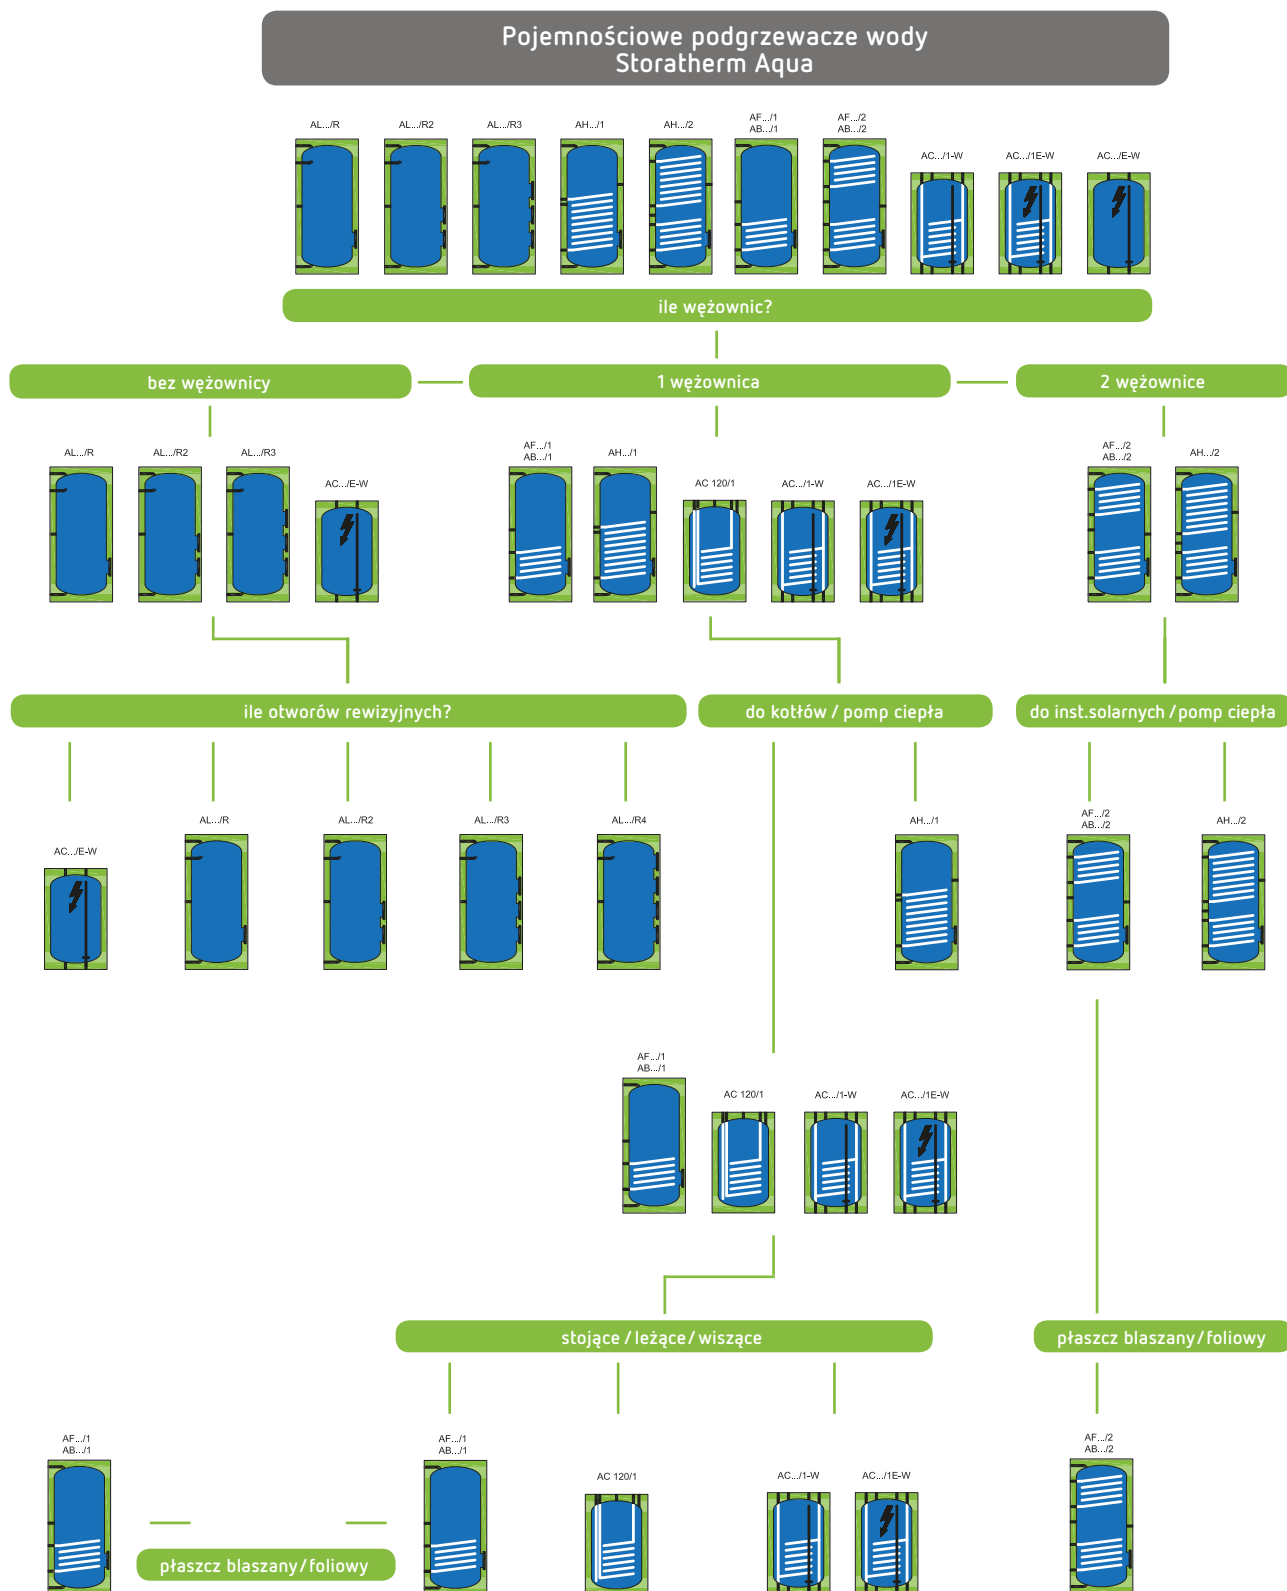 Pojemnościowe podgrzewacze wody
Storatherm Aqua
AL.../R
AL.../R2
AL.../R3
AH.../1
AH.../2
AF.../1
AB.../1
AF.../2
AB.../2
AC.../1-W
AC.../1E-W
AC.../E-W
ile wężownic?
bez wężownicy
1 wężownica
2 wężownice
AL.../R
AL.../R2
AL.../R3
AC.../E-W
AF.../1
AB.../1
AH.../1
AC 120/1
AC.../1-W
AC.../1E-W
AF.../2
AB.../2
AH.../2
ile otworów rewizyjnych?
do kotłów / pomp ciepła
do inst.solarnych / pomp ciepła
AC.../E-W
AL.../R
AL.../R2
AL.../R3
AL.../R4
AH.../1
AF.../2
AB.../2
AH.../2
AF.../1
AB.../1
AC 120/1
AC.../1-W
AC.../1E-W
stojące / leżące / wiszące
płaszcz blaszany / foliowy
AF.../1
AB.../1
AF.../1
AB.../1
AC 120/1
AC.../1-W
AC.../1E-W
AF.../2
AB.../2
płaszcz blaszany / foliowy